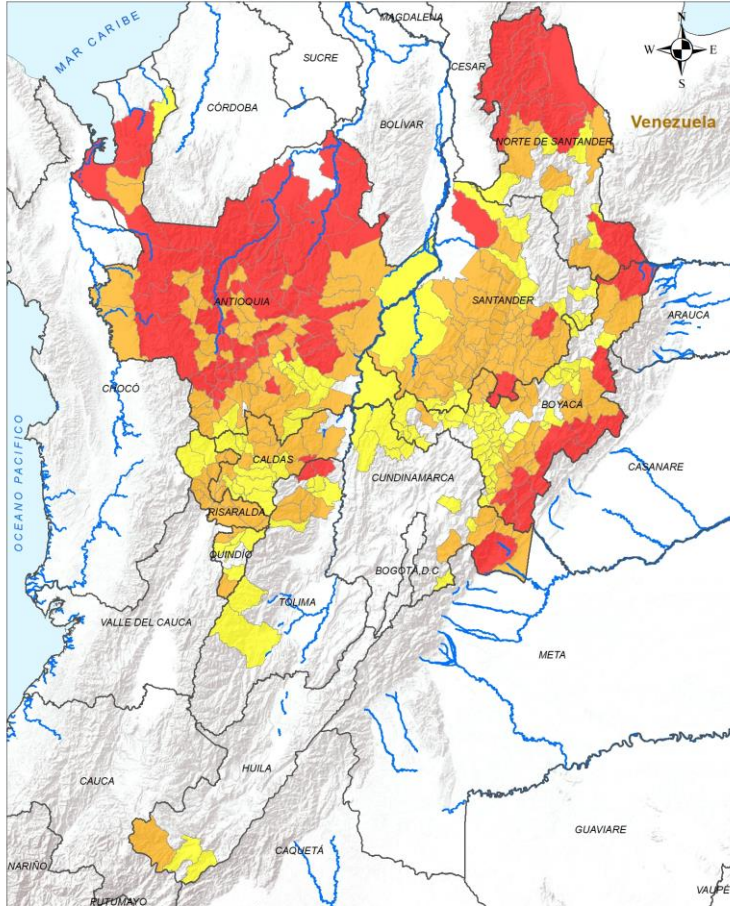 MAGDALENA
N
W E
S
MAR CARIBE
SUCRE
CESAR
CÓRDOBA
BOLÍVAR
Venezuela
NORTE DE SANTANDER
ANTIOQUIA
SANTANDER
ARAUCA
CHOCÓ
BOYACÁ
CALDAS
CUNDINAMARCA
CASANARE
OCEANO PACIFICO
RISARALDA
QUINDÍO
BOGOTÁ, D.C.
TOLIMA
VALLE DEL CAUCA
META
HUILA
CAUCA
GUAVIARE
NARIÑO
CAQUETÁ
PUTUMAYO
VAUPÉ